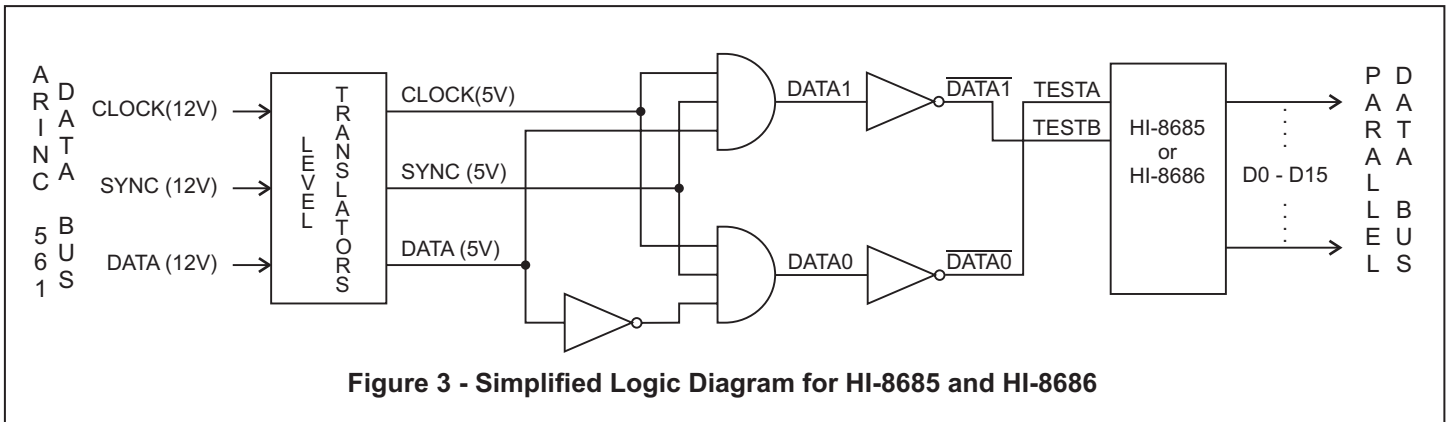 ARINC 561
DATA BUS
CLOCK(12V)
SYNC (12V)
DATA (12V)
LEVEL
TRANSLATORS
CLOCK(5V)
SYNC (5V)
DATA (5V)
DATA1
DATA1
DATA0
DATA0
TESTA
TESTB
HI-8685
or
HI-8686
D0 - D15
PARALLEL
DATA BUS
Figure 3 - Simplified Logic Diagram for HI-8685 and HI-8686